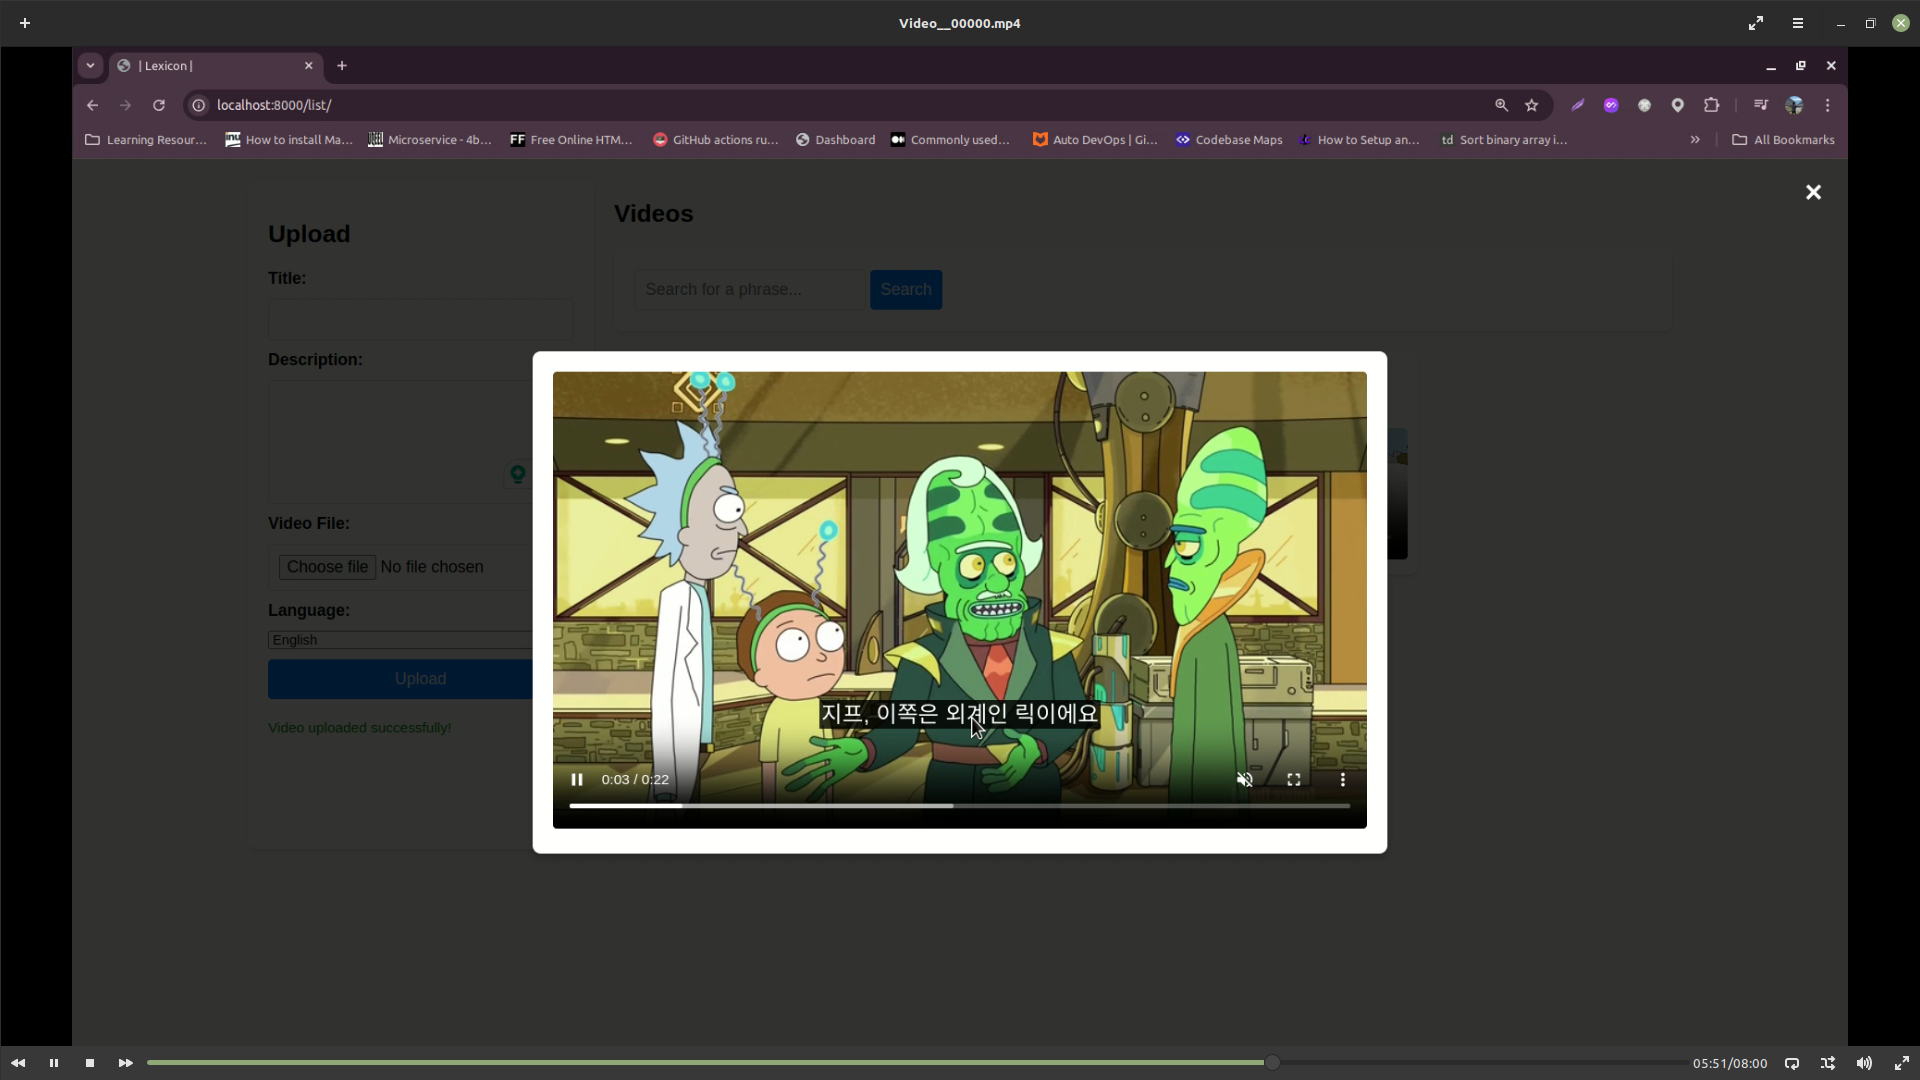 Video__00000.mp4
| Lexicon |
localhost:8000/list/
Learning Resour...
How to install Ma...
Microservice - 4b...
FF Free Online HTM...
GitHub actions ru...
Dashboard
Commonly used...
Auto DevOps | Gi...
Codebase Maps
How to Setup an...
td Sort binary array i...
»
All Bookmarks
Upload
Title:
Description:
Video File:
Choose file No file chosen
Language:
English
Upload
Video uploaded successfully!
Videos
Search for a phrase...
Search
지프, 이쪽은 외계인 릭이에요
0:03 / 0:22
05:51/08:00